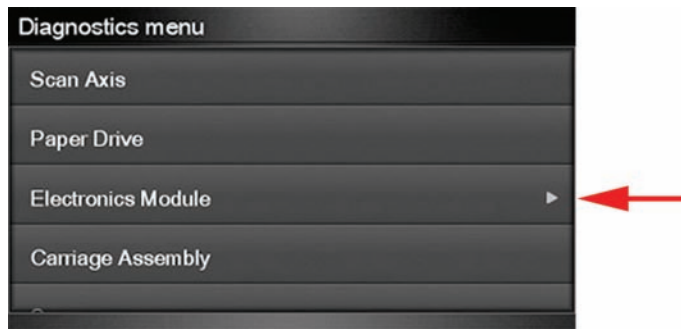 Diagnostics menu
Scan Axis
Paper Drive
Electronics Module
Carriage Assembly